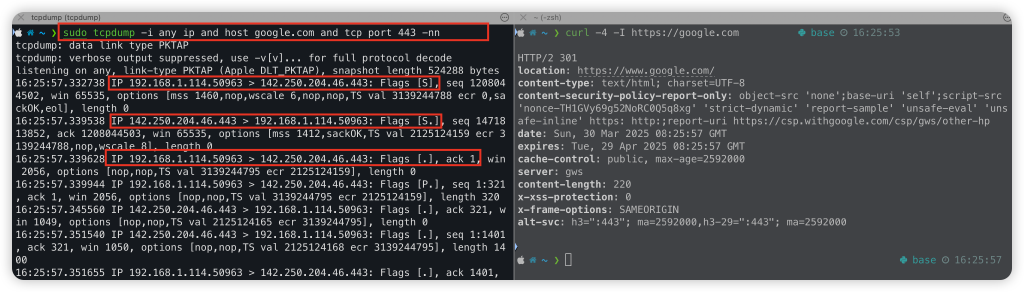 tcpdump (tcpdump)
~ > sudo tcpdump -i any ip and host google.com and tcp port 443 -nn
tcpdump: data link type PKTAP
tcpdump: verbose output suppressed, use -v[v]... for full protocol decode
listening on any, link-type PKTAP (Apple DLT_PKTAP), snapshot length 524288 bytes
16:25:57.332738 IP 192.168.1.114.50963 > 142.250.204.46.443: Flags [S], seq 120804
4502, win 65535, options [mss 1460,nop,wscale 6,nop,nop,TS val 3139244788 ecr 0,sa
ckOK,eol], length 0
16:25:57.339538 IP 142.250.204.46.443 > 192.168.1.114.50963: Flags [S.], seq 14718
13852, ack 1208044503, win 65535, options [mss 1412,sackOK,TS val 2125124159 ecr 3
139244788,nop,wscale 8], length 0
16:25:57.339628 IP 192.168.1.114.50963 > 142.250.204.46.443: Flags [.], ack 1, win
2056, options [nop,nop,TS val 3139244795 ecr 2125124159], length 0
16:25:57.339944 IP 192.168.1.114.50963 > 142.250.204.46.443: Flags [P.], seq 1:321
, ack 1, win 2056, options [nop,nop,TS val 3139244795 ecr 2125124159], length 320
16:25:57.345560 IP 142.250.204.46.443 > 192.168.1.114.50963: Flags [.], ack 321, w
in 1049, options [nop,nop,TS val 2125124165 ecr 3139244795], length 0
16:25:57.351540 IP 142.250.204.46.443 > 192.168.1.114.50963: Flags [.], seq 1:1401
, ack 321, win 1050, options [nop,nop,TS val 2125124168 ecr 3139244795], length 14
00
16:25:57.351655 IP 192.168.1.114.50963 > 142.250.204.46.443: Flags [.], ack 1401,
~ (-zsh)
~ > curl -4 -I https://google.com base 16:25:53
HTTP/2 301
location: https://www.google.com/
content-type: text/html; charset=UTF-8
content-security-policy-report-only: object-src 'none';base-uri 'self';script-src
'nonce-TH1GVy69g52NoRC0Q5q8xg' 'strict-dynamic' 'report-sample' 'unsafe-eval' 'uns
afe-inline' https: http:;report-uri https://csp.withgoogle.com/csp/gws/other-hp
date: Sun, 30 Mar 2025 08:25:57 GMT
expires: Tue, 29 Apr 2025 08:25:57 GMT
cache-control: public, max-age=2592000
server: gws
content-length: 220
x-xss-protection: 0
x-frame-options: SAMEORIGIN
alt-svc: h3=":443"; ma=2592000,h3-29=":443"; ma=2592000
~ > base 16:25:57